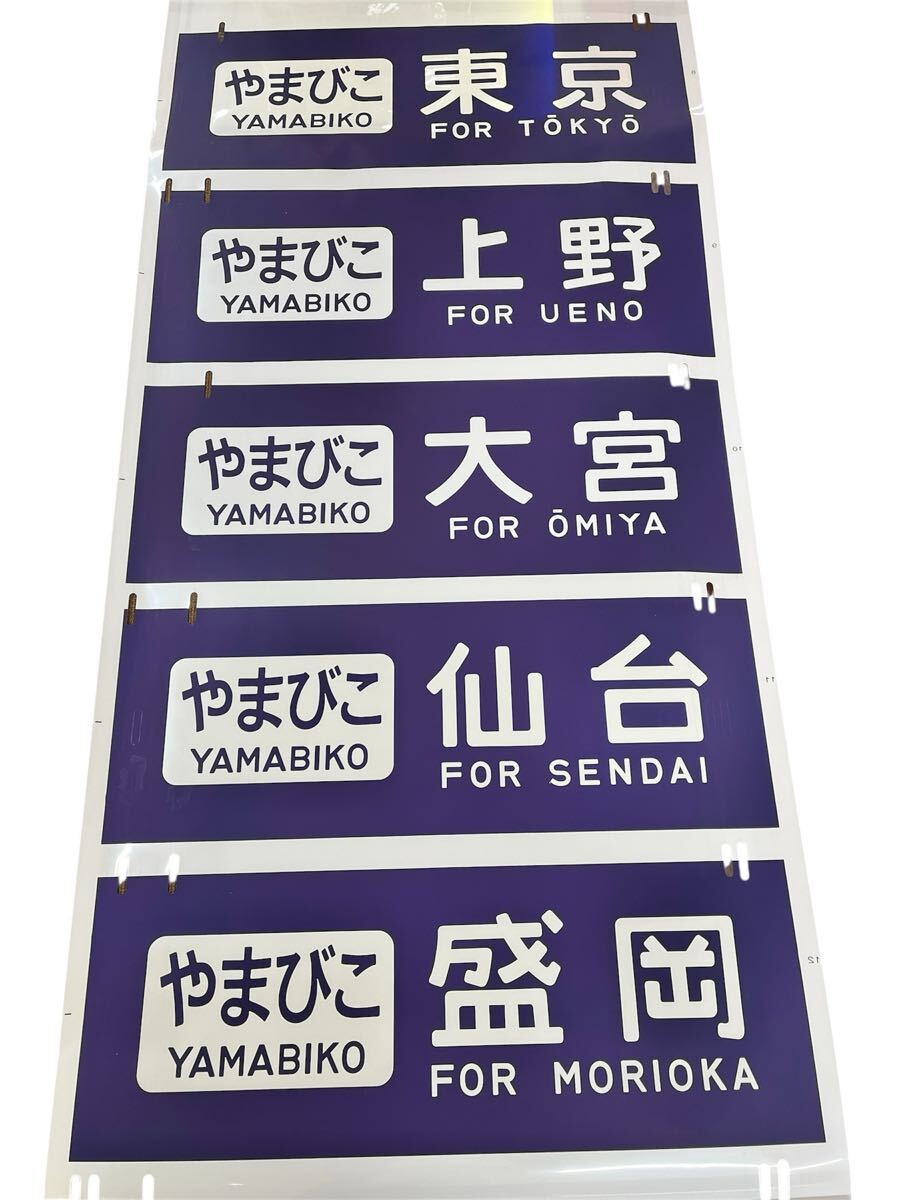 やまびこ 東京
YAMABIKO FOR TŌKYŌ
やまびこ 上野
YAMABIKO FOR UENO
やまびこ 大宮
YAMABIKO FOR ŌMIYA
やまびこ 仙台
YAMABIKO FOR SENDAI
やまびこ 盛岡
YAMABIKO FOR MORIOKA